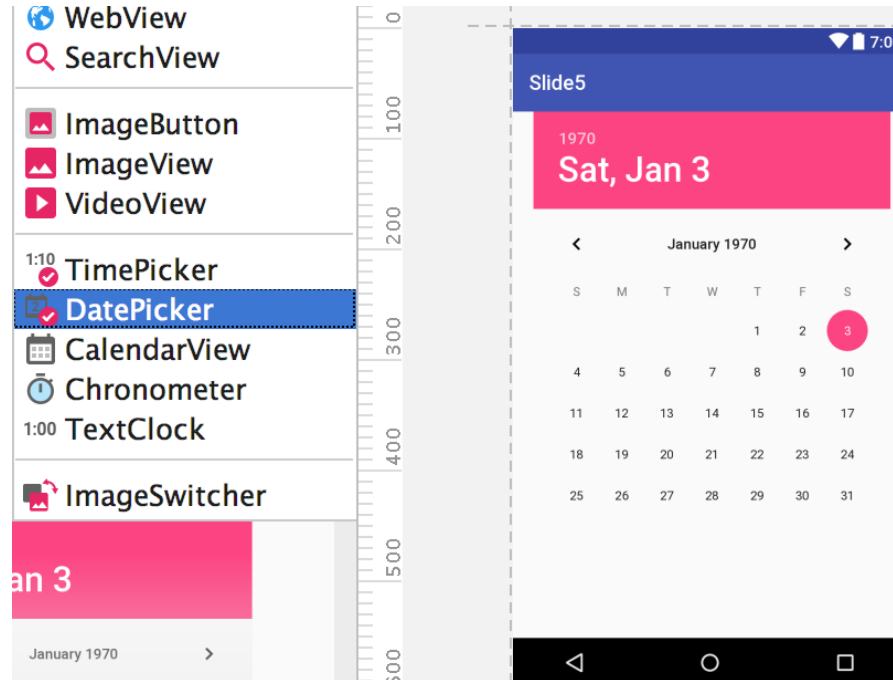 WebView
SearchView
ImageButton
ImageView
VideoView
1:10 TimePicker
2 DatePicker
CalendarView
Chronometer
1:00 TextClock
ImageSwitcher
an 3
January 1970
0
100
200
300
400
500
600
7:0
Slide5
1970
Sat, Jan 3
January 1970
S M T W T F S
1 2 3
4 5 6 7 8 9 10
11 12 13 14 15 16 17
18 19 20 21 22 23 24
25 26 27 28 29 30 31